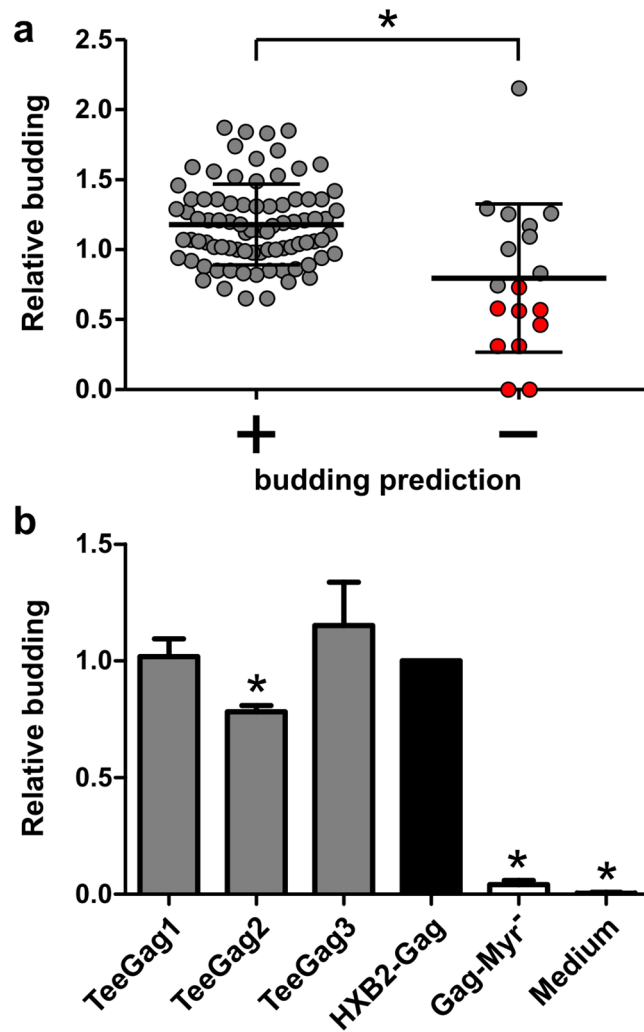 a
*
2.5
2.0
1.5
1.0
0.5
0.0
Relative budding
+ −
budding prediction
b
1.5
1.0
0.5
0.0
Relative budding
* * *
TeeGag1 TeeGag2 TeeGag3 HXB2-Gag Gag-Myr⁻ Medium